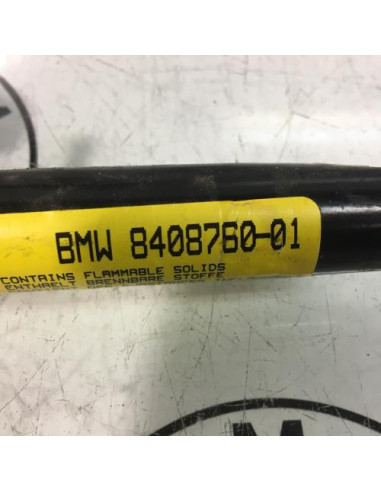 BMW 8408760-01
CONTAINS FLAMMABLE SOLIDS
ENTHAELT BRENNBARE STOFFE
M